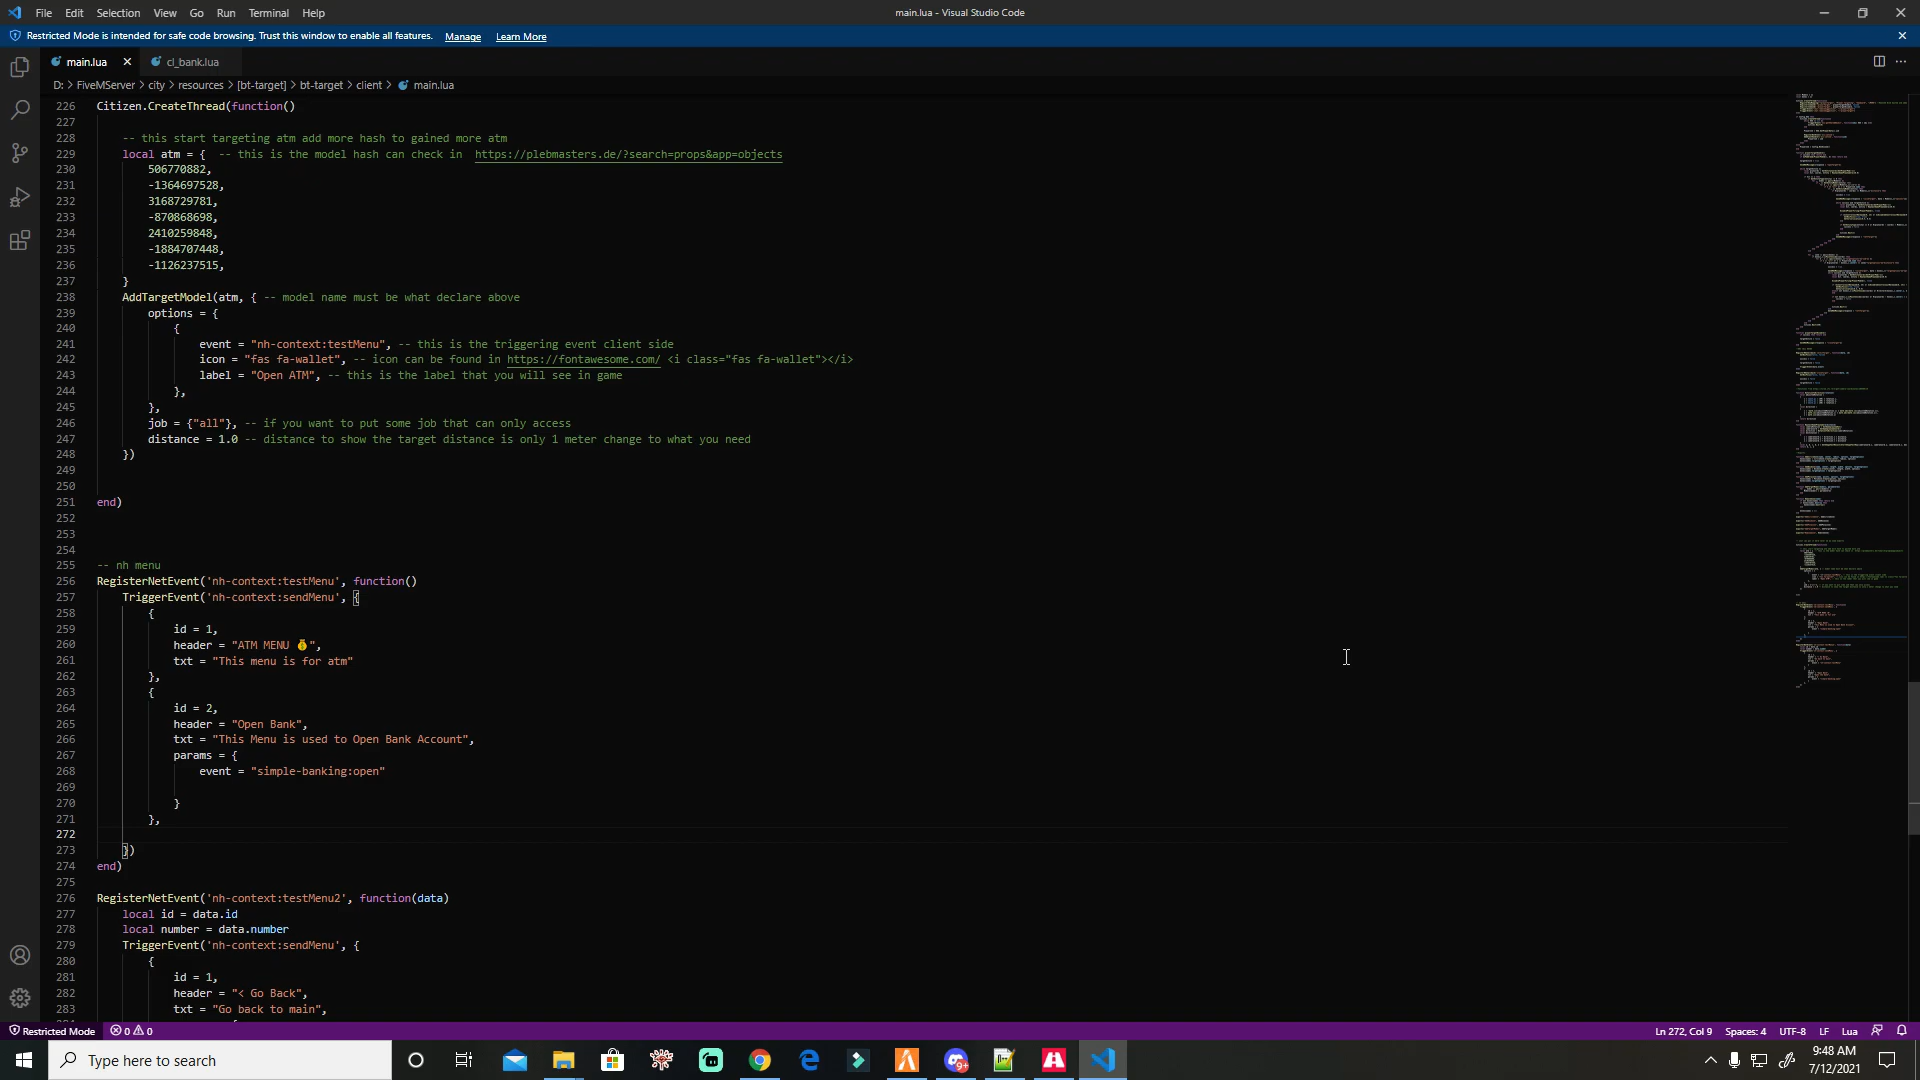 File Edit Selection View Go Run Terminal Help
main.lua - Visual Studio Code
Restricted Mode is intended for safe code browsing. Trust this window to enable all features. Manage Learn More
main.lua
cl_bank.lua
D: > FiveMServer > city > resources > [bt-target] > bt-target > client > main.lua
226 Citizen.CreateThread(function()
227
228 -- this start targeting atm add more hash to gained more atm
229 local atm = { -- this is the model hash can check in https://plebmasters.de/?search=props&app=objects
230 506770882,
231 -1364697528,
232 3168729781,
233 -870868698,
234 2410259848,
235 -1884707448,
236 -1126237515,
237 }
238 AddTargetModel(atm, { -- model name must be what declare above
239 options = {
240 {
241 event = "nh-context:testMenu", -- this is the triggering event client side
242 icon = "fas fa-wallet", -- icon can be found in https://fontawesome.com/ <i class="fas fa-wallet"></i>
243 label = "Open ATM", -- this is the label that you will see in game
244 },
245 },
246 job = {"all"}, -- if you want to put some job that can only access
247 distance = 1.0 -- distance to show the target distance is only 1 meter change to what you need
248 })
249
250
251 end)
252
253
254
255 -- nh menu
256 RegisterNetEvent('nh-context:testMenu', function()
257 TriggerEvent('nh-context:sendMenu', {
258 {
259 id = 1,
260 header = "ATM MENU 💰",
261 txt = "This menu is for atm"
262 },
263 {
264 id = 2,
265 header = "Open Bank",
266 txt = "This Menu is used to Open Bank Account",
267 params = {
268 event = "simple-banking:open"
269
270 }
271 },
272
273 })
274 end)
275
276 RegisterNetEvent('nh-context:testMenu2', function(data)
277 local id = data.id
278 local number = data.number
279 TriggerEvent('nh-context:sendMenu', {
280 {
281 id = 1,
282 header = "< Go Back",
283 txt = "Go back to main",
Restricted Mode 0 0
Ln 272, Col 9 Spaces: 4 UTF-8 LF Lua
Type here to search
9+
9:48 AM
7/12/2021